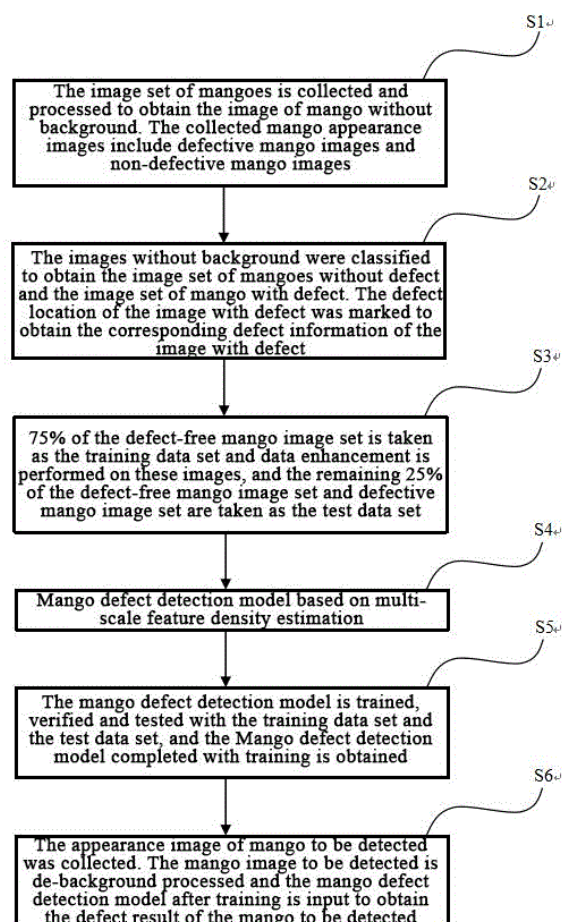 S1
The image set of mangoes is collected and
processed to obtain the image of mango without
background. The collected mango appearance
images include defective mango images and
non-defective mango images
S2
The images without background were classified
to obtain the image set of mangoes without defect
and the image set of mango with defect. The defect
location of the image with defect was marked to
obtain the corresponding defect information of the
image with defect
S3
75% of the defect-free mango image set is taken
as the training data set and data enhancement is
performed on these images, and the remaining 25%
of the defect-free mango image set and defective
mango image set are taken as the test data set
S4
Mango defect detection model based on multi-
scale feature density estimation
S5
The mango defect detection model is trained,
verified and tested with the training data set and
the test data set, and the Mango defect detection
model completed with training is obtained
S6
The appearance image of mango to be detected
was collected. The mango image to be detected is
de-background processed and the mango defect
detection model after training is input to obtain
the defect result of the mango to be detected